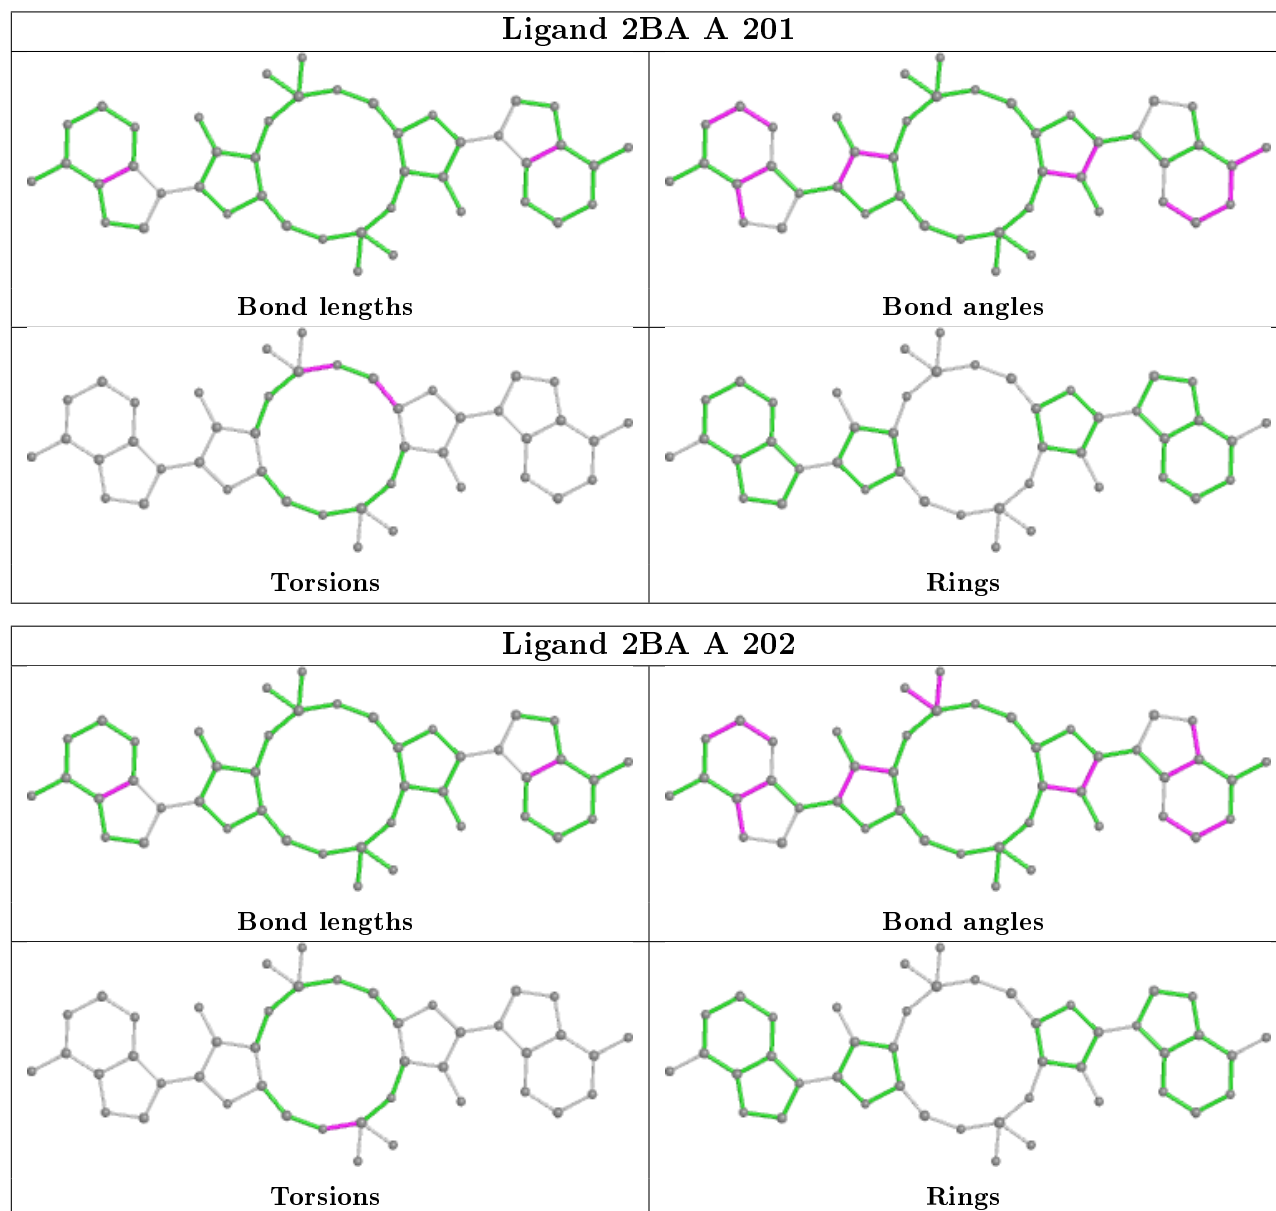 Ligand 2BA A 201
Bond lengths
Bond angles
Torsions
Rings
Ligand 2BA A 202
Bond lengths
Bond angles
Torsions
Rings